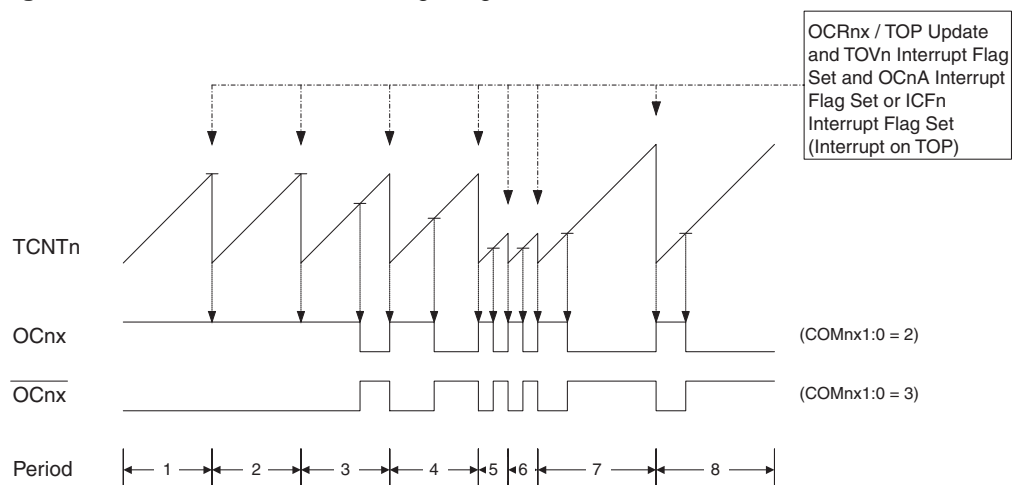 OCRnx / TOP Update
and TOVn Interrupt Flag
Set and OCnA Interrupt
Flag Set or ICFn
Interrupt Flag Set
(Interrupt on TOP)
TCNTn
OCnx
(COMnx1:0 = 2)
OCnx
(COMnx1:0 = 3)
Period
1
2
3
4
5
6
7
8